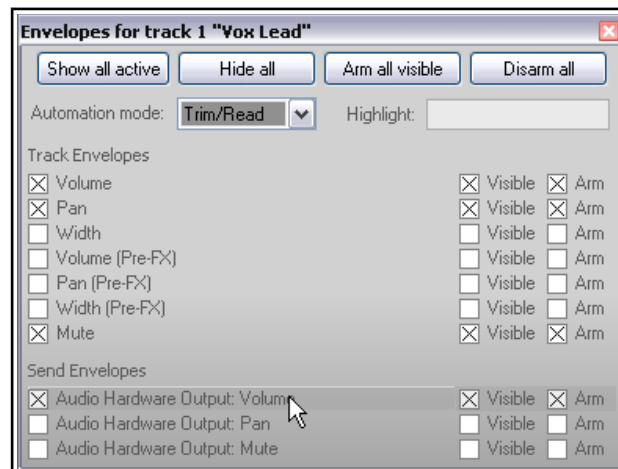 Envelopes for track 1 "Vox Lead"
Show all active Hide all Arm all visible Disarm all
Automation mode: Trim/Read Highlight:
Track Envelopes
Volume Visible Arm
Pan Visible Arm
Width Visible Arm
Volume (Pre-FX) Visible Arm
Pan (Pre-FX) Visible Arm
Width (Pre-FX) Visible Arm
Mute Visible Arm
Send Envelopes
Audio Hardware Output: Volume Visible Arm
Audio Hardware Output: Pan Visible Arm
Audio Hardware Output: Mute Visible Arm